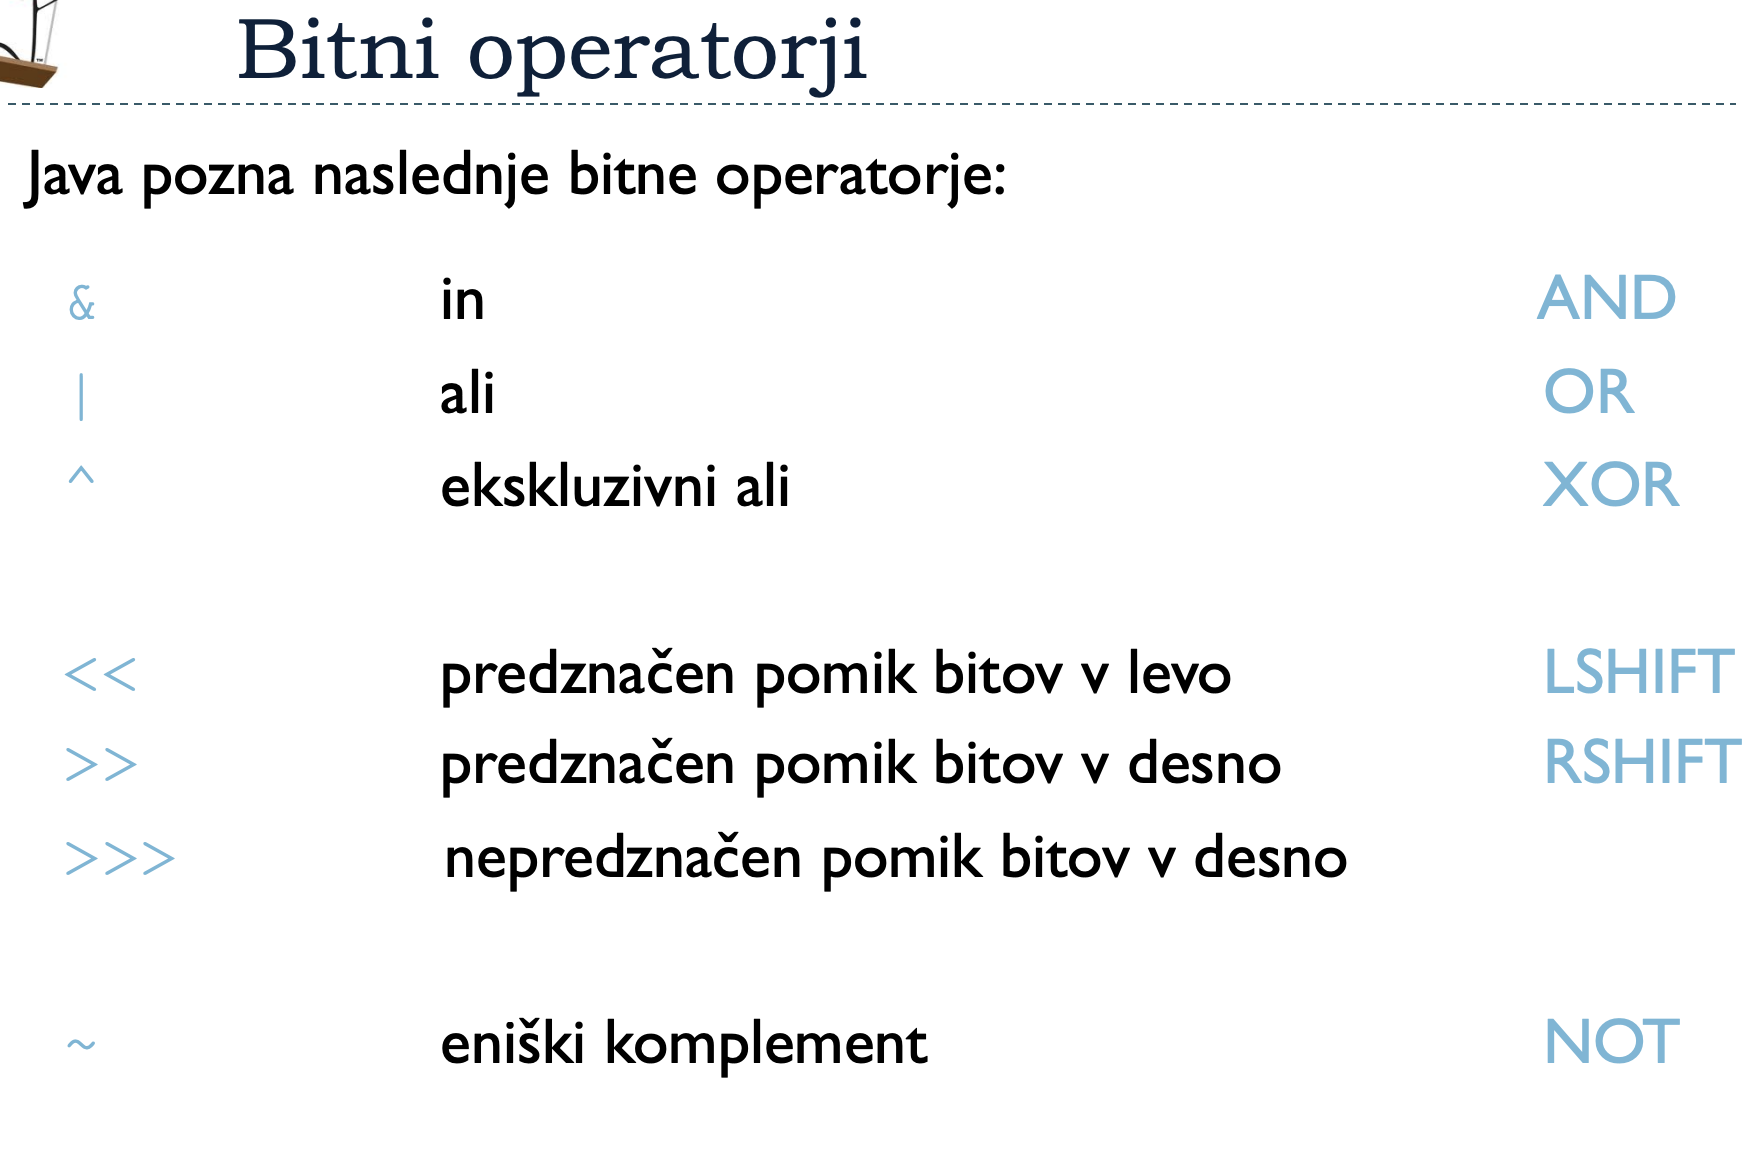 Bitni operatorji
Java pozna naslednje bitne operatorje:
& in AND
| ali OR
^ ekskluzivni ali XOR
<< predznačen pomik bitov v levo LSHIFT
>> predznačen pomik bitov v desno RSHIFT
>>> nepredznačen pomik bitov v desno
~ eniški komplement NOT